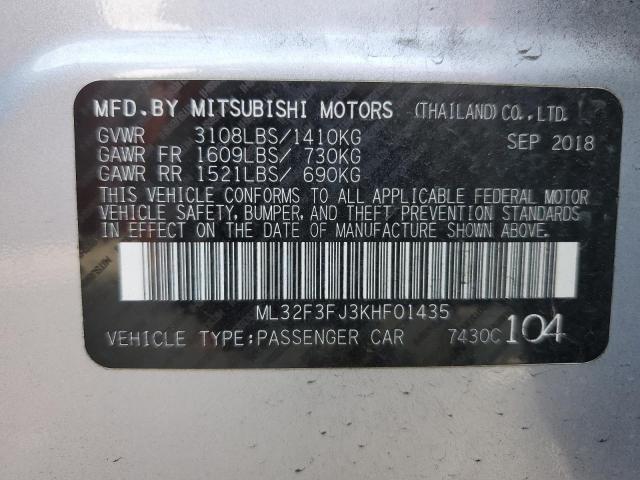 MFD.BY MITSUBISHI MOTORS (THAILAND) CO.,LTD.
GVWR 3108LBS/1410KG SEP 2018
GAWR FR 1609LBS/ 730KG
GAWR RR 1521LBS/ 690KG
THIS VEHICLE CONFORMS TO ALL APPLICABLE FEDERAL MOTOR
VEHICLE SAFETY, BUMPER, AND THEFT PREVENTION STANDARDS
IN EFFECT ON THE DATE OF MANUFACTURE SHOWN ABOVE.
ML32F3FJ3KHF01435
VEHICLE TYPE:PASSENGER CAR 7430C 104